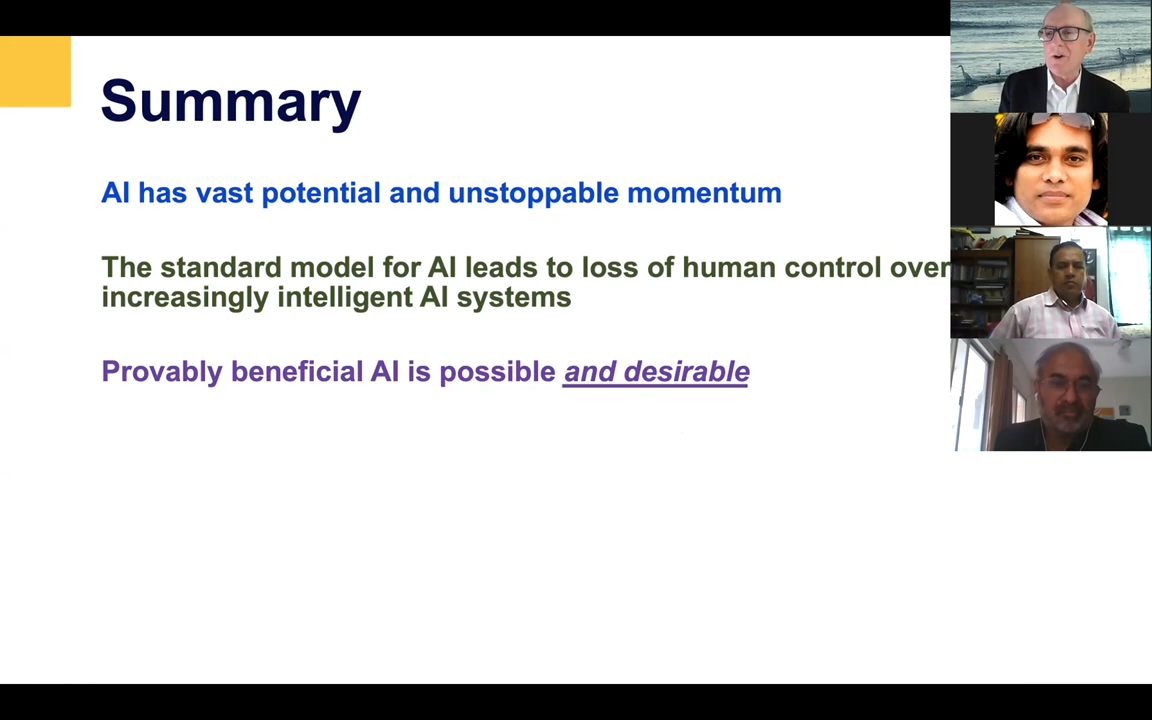 Summary
AI has vast potential and unstoppable momentum
The standard model for AI leads to loss of human control over
increasingly intelligent AI systems
Provably beneficial AI is possible and desirable